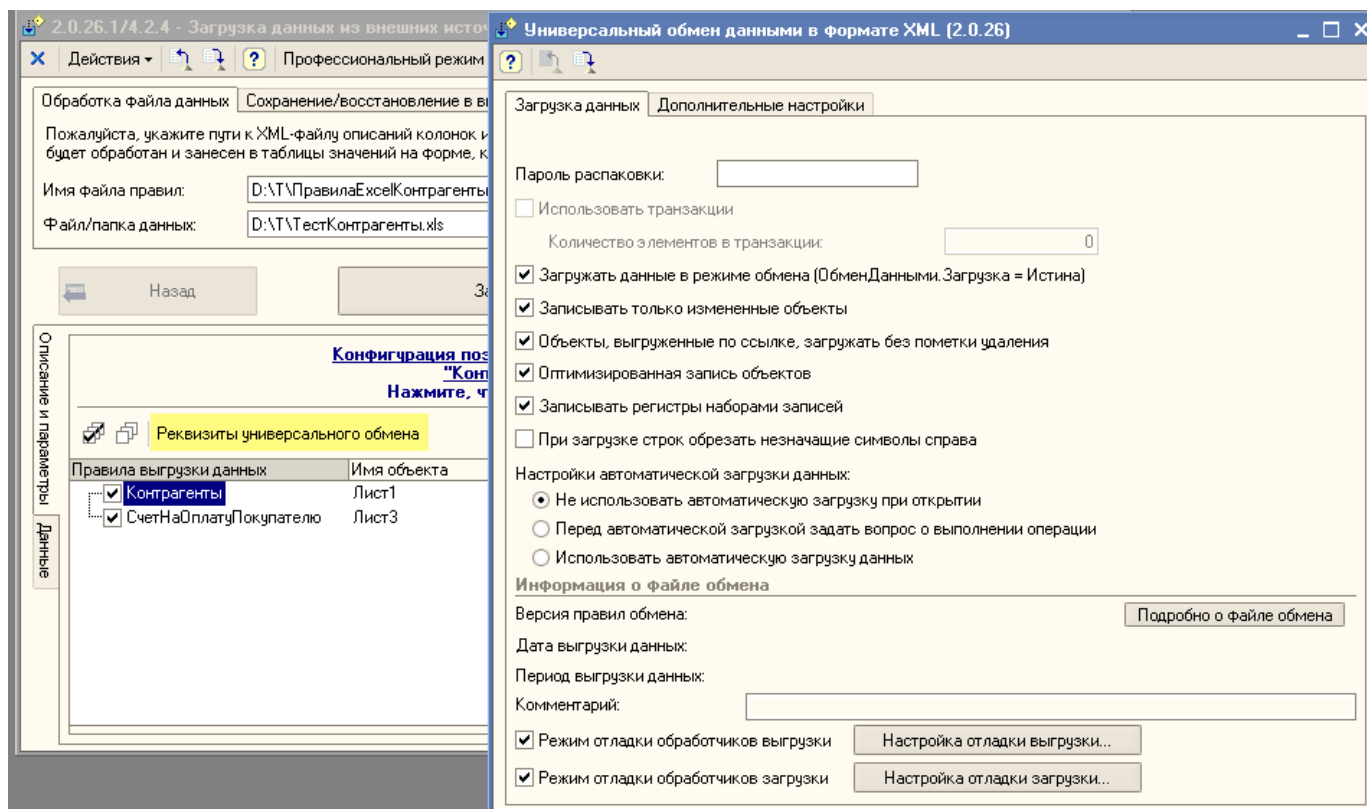 2.0.26.1/4.2.4 - Загрузка данных из внешних источ
Действия
Профессиональный режим
Обработка файла данных
Сохранение/восстановление в в
Пожалуйста, укажите пути к XML-файлу описаний колонок и
будет обработан и занесен в таблицы значений на форме, к
Имя файла правил:
D:\Т\ПравилаExcelКонтрагенты
Файл/папка данных:
D:\Т\ТестКонтрагенты.xls
Назад
За
Описание и параметры
Данные
Конфигурация поз
"Конт
Нажмите, чт
Реквизиты универсального обмена
Правила выгрузки данных
Имя объекта
Контрагенты
Лист1
СчетНаОплатуПокупателю
Лист3
Универсальный обмен данными в формате XML (2.0.26)
Загрузка данных
Дополнительные настройки
Пароль распаковки:
Использовать транзакции
Количество элементов в транзакции:
0
Загружать данные в режиме обмена (ОбменДанными.Загрузка = Истина)
Записывать только измененные объекты
Объекты, выгруженные по ссылке, загружать без пометки удаления
Оптимизированная запись объектов
Записывать регистры наборами записей
При загрузке строк обрезать незначащие символы справа
Настройки автоматической загрузки данных:
Не использовать автоматическую загрузку при открытии
Перед автоматической загрузкой задать вопрос о выполнении операции
Использовать автоматическую загрузку данных
Информация о файле обмена
Версия правил обмена:
Подробно о файле обмена
Дата выгрузки данных:
Период выгрузки данных:
Комментарий:
Режим отладки обработчиков выгрузки
Настройка отладки выгрузки...
Режим отладки обработчиков загрузки
Настройка отладки загрузки...